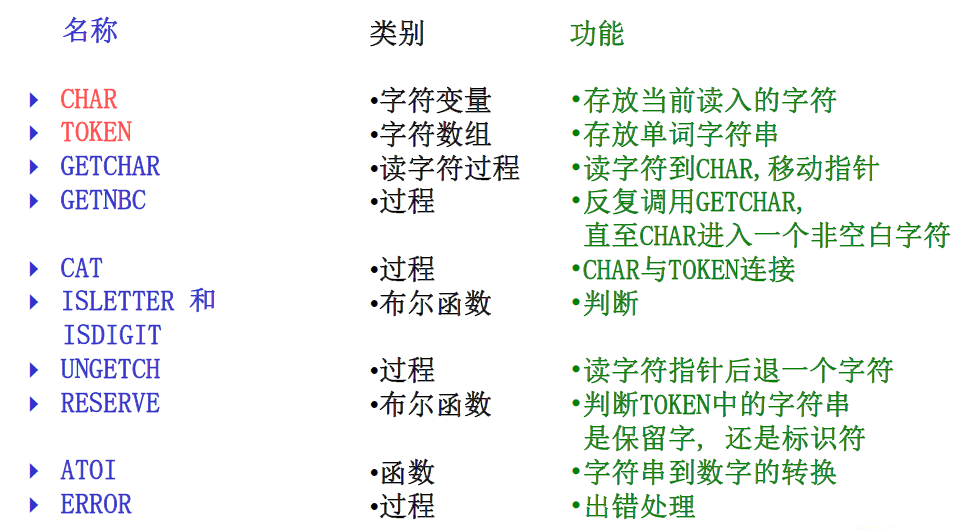 名称 类别 功能
CHAR •字符变量 •存放当前读入的字符
TOKEN •字符数组 •存放单词字符串
GETCHAR •读字符过程 •读字符到CHAR,移动指针
GETNBC •过程 •反复调用GETCHAR,
直至CHAR进入一个非空白字符
CAT •过程 •CHAR与TOKEN连接
ISLETTER 和 •布尔函数 •判断
ISDIGIT
UNGETCH •过程 •读字符指针后退一个字符
RESERVE •布尔函数 •判断TOKEN中的字符串
是保留字, 还是标识符
ATOI •函数 •字符串到数字的转换
ERROR •过程 •出错处理